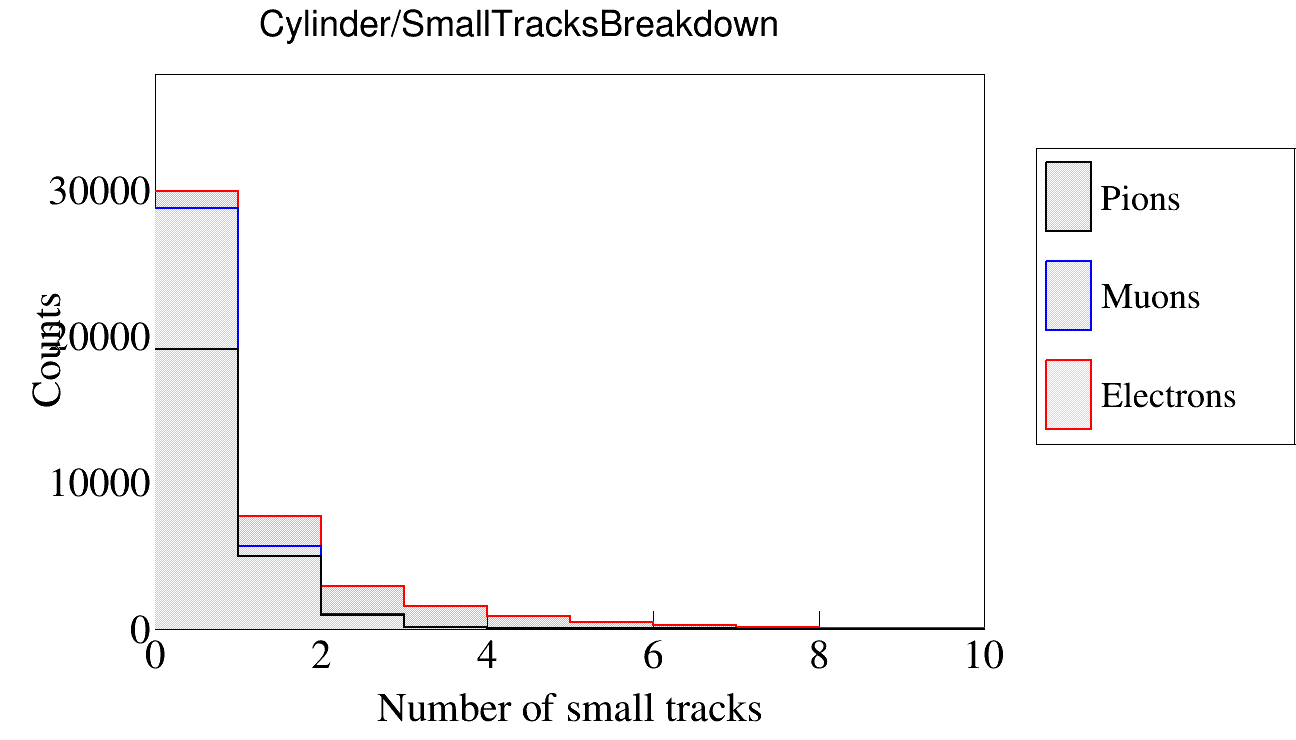 Cylinder/SmallTracksBreakdown
30000
20000
10000
0
Counts
0 2 4 6 8 10
Number of small tracks
Pions
Muons
Electrons